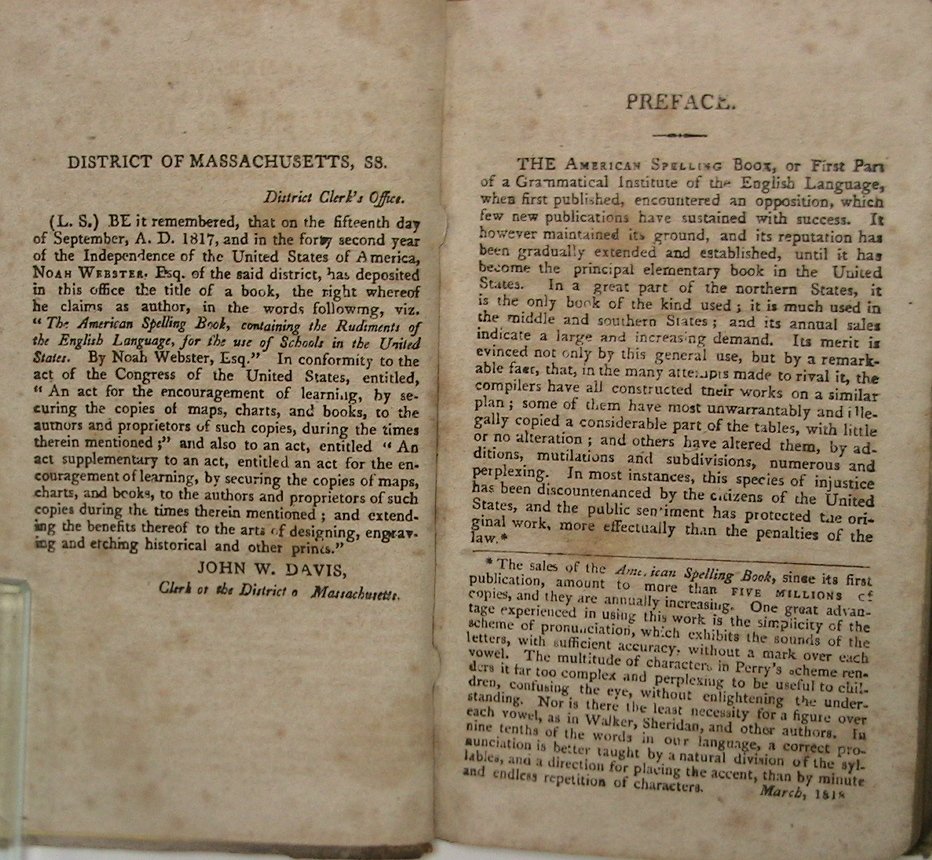 DISTRICT OF MASSACHUSETTS, SS.
District Clerk's Office.
(L. S.) BE it remembered, that on the fifteenth day
of September, A. D. 1817, and in the forty second year
of the Independence of the United States of America,
NOAH WEBSTER, Esq. of the said district, has deposited
in this office the title of a book, the right whereof
he claims as author, in the words following, viz.
“ The American Spelling Book, containing the Rudiments of
the English Language, for the use of Schools in the United
States. By Noah Webster, Esq.” In conformity to the
act of the Congress of the United States, entitled,
“ An act for the encouragement of learning, by se-
curing the copies of maps, charts, and books, to the
authors and proprietors of such copies, during the times
therein mentioned ;” and also to an act, entitled “ An
act supplementary to an act, entitled an act for the en-
couragement of learning, by securing the copies of maps,
charts, and books, to the authors and proprietors of such
copies during the times therein mentioned ; and extend-
ing the benefits thereof to the arts of designing, engrav-
ing and etching historical and other prints.”
JOHN W. DAVIS,
Clerk of the District o Massachusetts.
PREFACE.
THE AMERICAN SPELLING BOOK, or First Part
of a Grammatical Institute of the English Language,
when first published, encountered an opposition, which
few new publications have sustained with success. It
however maintained its ground, and its reputation has
been gradually extended and established, until it has
become the principal elementary book in the United
States. In a great part of the northern States, it
is the only book of the kind used ; it is much used in
the middle and southern States ; and its annual sales
indicate a large and increasing demand. Its merit is
evinced not only by this general use, but by a remark-
able fact, that, in the many attempts made to rival it, the
compilers have all constructed their works on a similar
plan ; some of them have most unwarrantably and ille-
gally copied a considerable part of the tables, with little
or no alteration ; and others have altered them, by ad-
ditions, mutilations and subdivisions, numerous and
perplexing. In most instances, this species of injustice
has been discountenanced by the citizens of the United
States, and the public sentiment has protected the ori-
ginal work, more effectually than the penalties of the
law.*
* The sales of the American Spelling Book, since its first
publication, amount to more than FIVE MILLIONS of
copies, and they are annually increasing. One great advan-
tage experienced in using this work is the simplicity of the
scheme of pronunciation, which exhibits the sounds of the
letters, with sufficient accuracy, without a mark over each
vowel. The multitude of characters in Perry's scheme ren-
ders it far too complex and perplexing to be useful to chil-
dren, confusing the eye, without enlightening the under-
standing. Nor is there the least necessity for a figure over
each vowel, as in Walker, Sheridan, and other authors. In
nine tenths of the words in our language, a correct pro-
nunciation is better taught by a natural division of the syl-
lables, and a direction for placing the accent, than by minute
and endless repetition of characters.
March, 1818